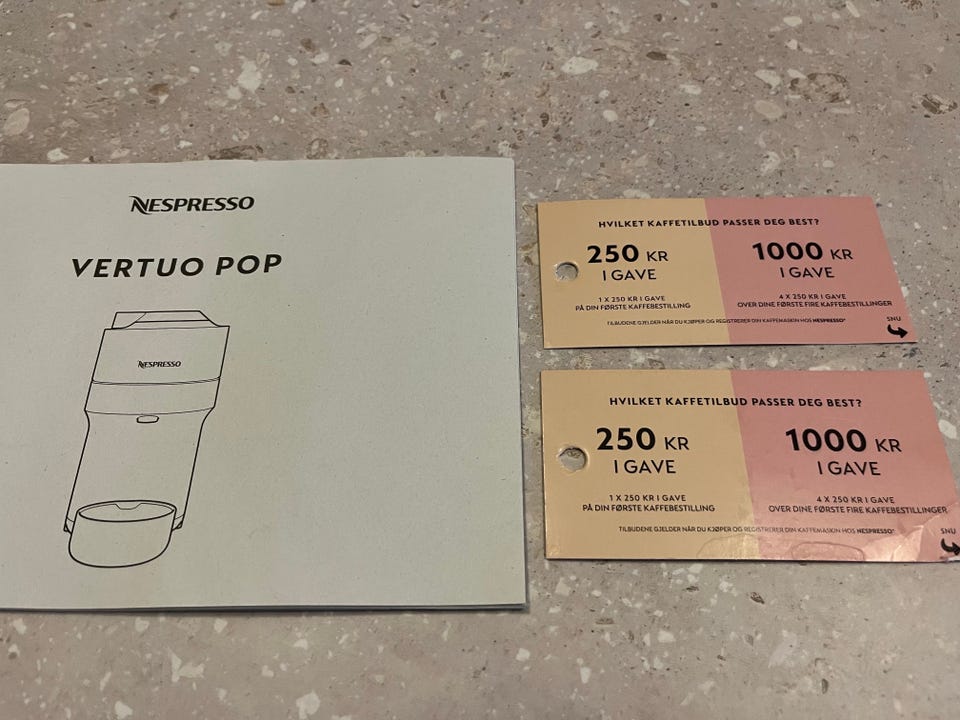 NESPRESSO
VERTUO POP
NESPRESSO
HVILKET KAFFETILBUD PASSER DEG BEST?
250 KR
I GAVE
1 X 250 KR I GAVE
PÅ DIN FØRSTE KAFFEBESTILLING
1000 KR
I GAVE
4 X 250 KR I GAVE
OVER DINE FØRSTE FIRE KAFFEBESTILLINGER
TILBUDENE GJELDER NÅR DU KJØPER OG REGISTRERER DIN KAFFEMASKIN HOS NESPRESSO*
SNU
HVILKET KAFFETILBUD PASSER DEG BEST?
250 KR
I GAVE
1 X 250 KR I GAVE
PÅ DIN FØRSTE KAFFEBESTILLING
1000 KR
I GAVE
4 X 250 KR I GAVE
OVER DINE FØRSTE FIRE KAFFEBESTILLINGER
TILBUDENE GJELDER NÅR DU KJØPER OG REGISTRERER DIN KAFFEMASKIN HOS NESPRESSO*
SNU